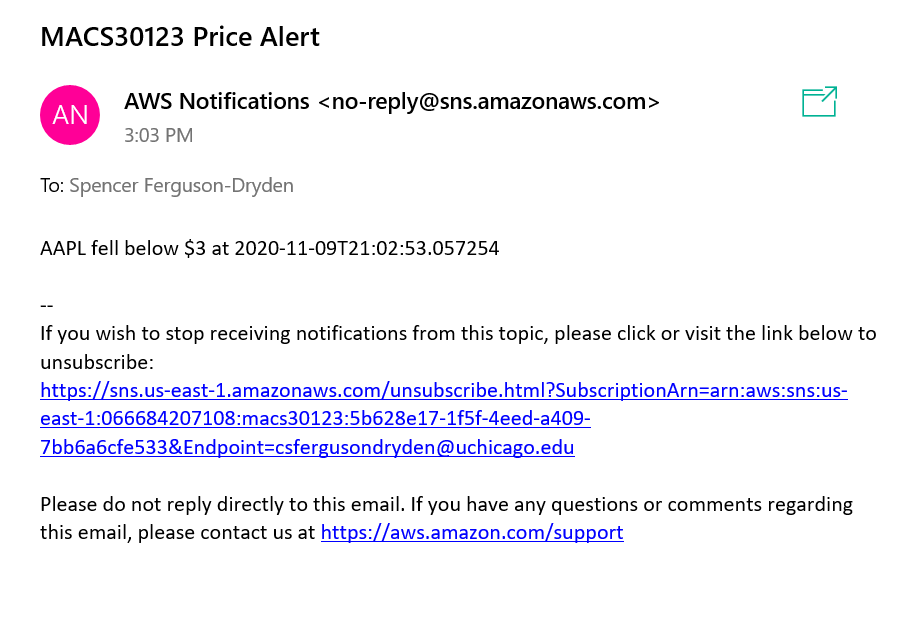 MACS30123 Price Alert
AN
AWS Notifications <no-reply@sns.amazonaws.com>
3:03 PM
To: Spencer Ferguson-Dryden
AAPL fell below $3 at 2020-11-09T21:02:53.057254
--
If you wish to stop receiving notifications from this topic, please click or visit the link below to
unsubscribe:
https://sns.us-east-1.amazonaws.com/unsubscribe.html?SubscriptionArn=arn:aws:sns:us-
east-1:066684207108:macs30123:5b628e17-1f5f-4eed-a409-
7bb6a6cfe533&Endpoint=csfergusondryden@uchicago.edu
Please do not reply directly to this email. If you have any questions or comments regarding
this email, please contact us at https://aws.amazon.com/support